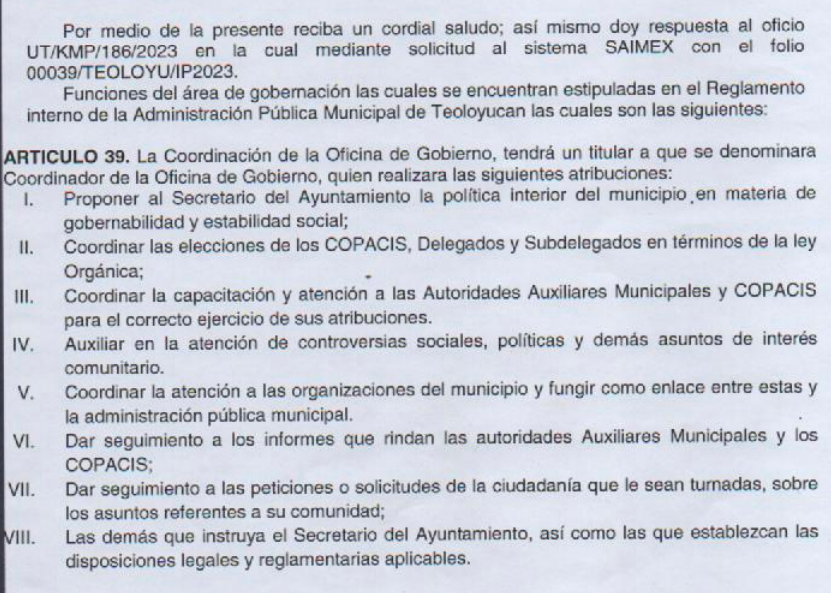 Por medio de la presente reciba un cordial saludo; así mismo doy respuesta al oficio
UT/KMP/186/2023 en la cual mediante solicitud al sistema SAIMEX con el folio
00039/TEOLOYU/IP2023.
Funciones del área de gobernación las cuales se encuentran estipuladas en el Reglamento
interno de la Administración Pública Municipal de Teoloyucan las cuales son las siguientes:
ARTICULO 39. La Coordinación de la Oficina de Gobierno, tendrá un titular a que se denominara
Coordinador de la Oficina de Gobierno, quien realizara las siguientes atribuciones:
I. Proponer al Secretario del Ayuntamiento la política interior del municipio en materia de
gobernabilidad y estabilidad social;
II. Coordinar las elecciones de los COPACIS, Delegados y Subdelegados en términos de la ley
Orgánica;
III. Coordinar la capacitación y atención a las Autoridades Auxiliares Municipales y COPACIS
para el correcto ejercicio de sus atribuciones.
IV. Auxiliar en la atención de controversias sociales, políticas y demás asuntos de interés
comunitario.
V. Coordinar la atención a las organizaciones del municipio y fungir como enlace entre estas y
la administración pública municipal.
VI. Dar seguimiento a los informes que rindan las autoridades Auxiliares Municipales y los
COPACIS;
VII. Dar seguimiento a las peticiones o solicitudes de la ciudadanía que le sean turnadas, sobre
los asuntos referentes a su comunidad;
VIII. Las demás que instruya el Secretario del Ayuntamiento, así como las que establezcan las
disposiciones legales y reglamentarias aplicables.